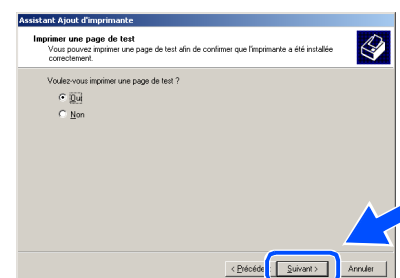 Assistant Ajout d'imprimante
Imprimer une page de test
Vous pouvez imprimer une page de test afin de confirmer que l'imprimante a été installée
correctement.
Voulez-vous imprimer une page de test ?
Oui
Non
< Précéde
Suivant >
Annuler